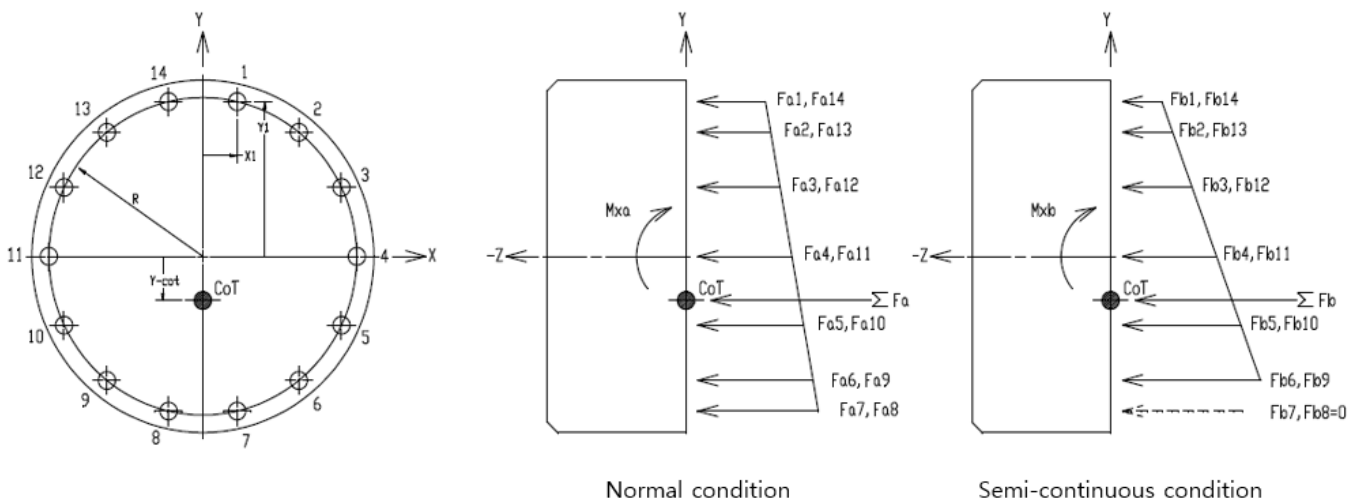 Y
14
1
13
2
Y1
12
X1
3
R
11
4
X
Y-cot
CoT
10
5
9
6
8
7
Y
Fa1, Fa14
Fa2, Fa13
Fa3, Fa12
Mxa
-Z
Fa4, Fa11
CoT
∑ Fa
Fa5, Fa10
Fa6, Fa9
Fa7, Fa8
Normal condition
Y
Fb1, Fb14
Fb2, Fb13
Fb3, Fb12
Mxb
-Z
Fb4, Fb11
CoT
∑ Fb
Fb5, Fb10
Fb6, Fb9
Fb7, Fb8=0
Semi-continuous condition